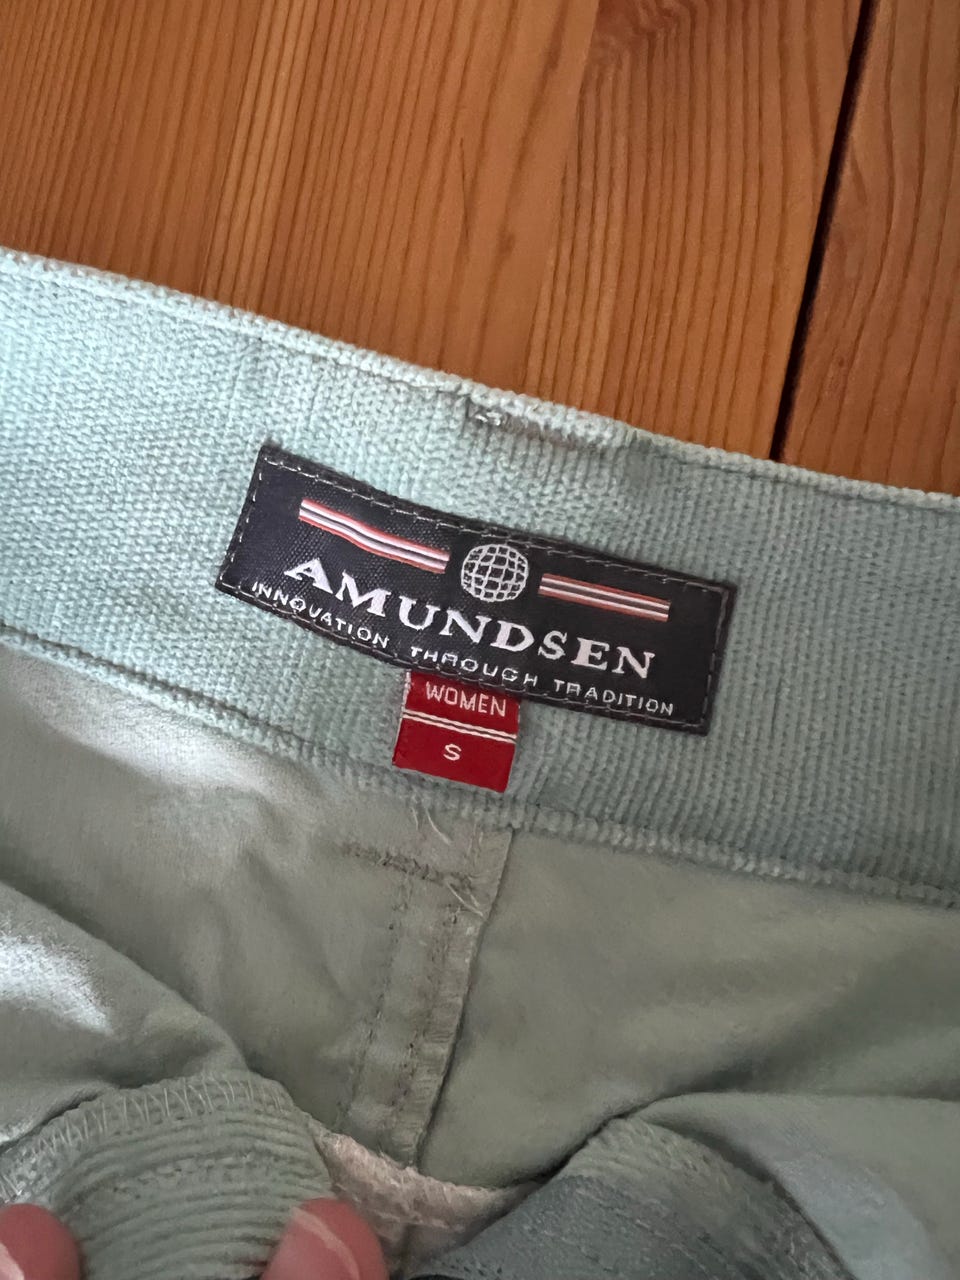 AMUNDSEN
INNOVATION THROUGH TRADITION
WOMEN
S